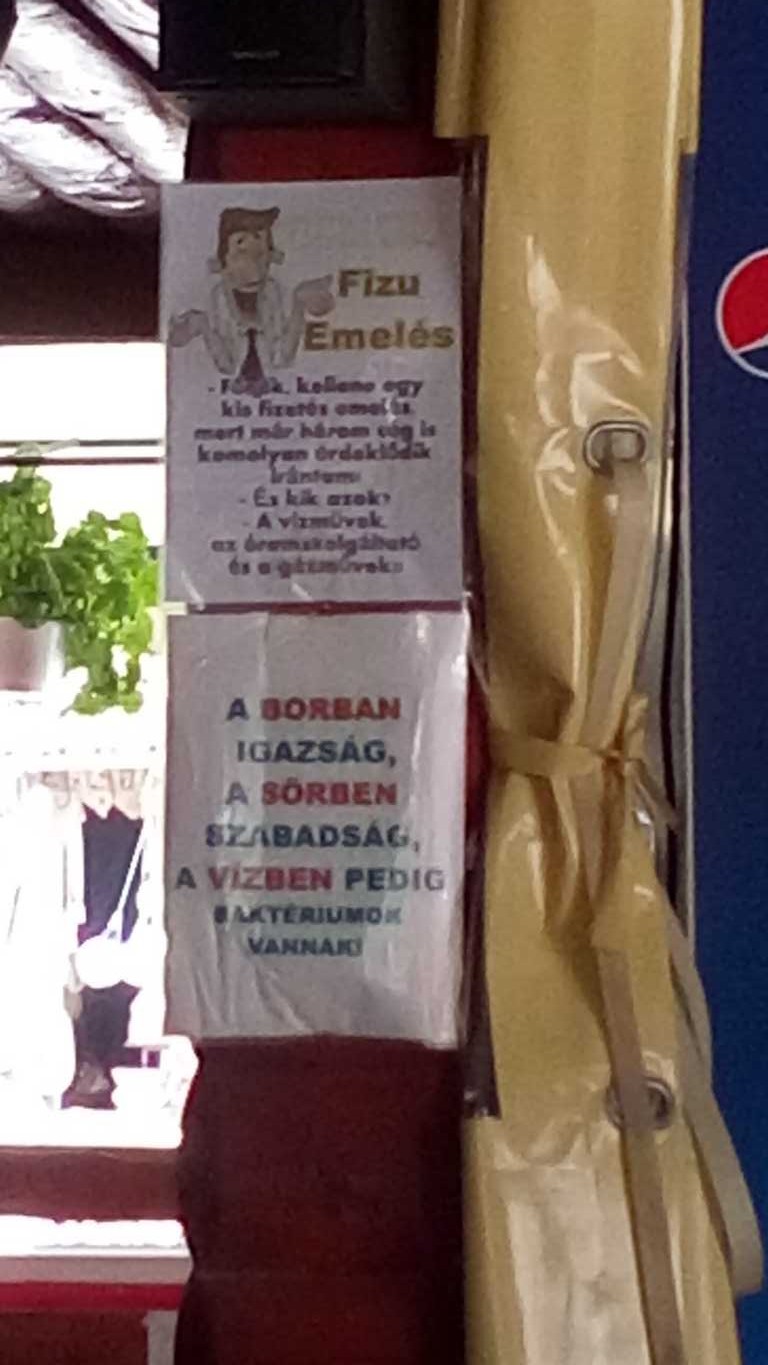 Fizu
Emelés
- Főnök, kellene egy
kis fizetés emelés,
mert már három cég is
komolyan érdeklődik
irántam!
- És kik azok?
- A vízművek,
az áramszolgáltató
és a gázművek!!
A BORBAN
IGAZSÁG,
A SÖRBEN
SZABADSÁG,
A VÍZBEN PEDIG
BAKTÉRIUMOK
VANNAK!